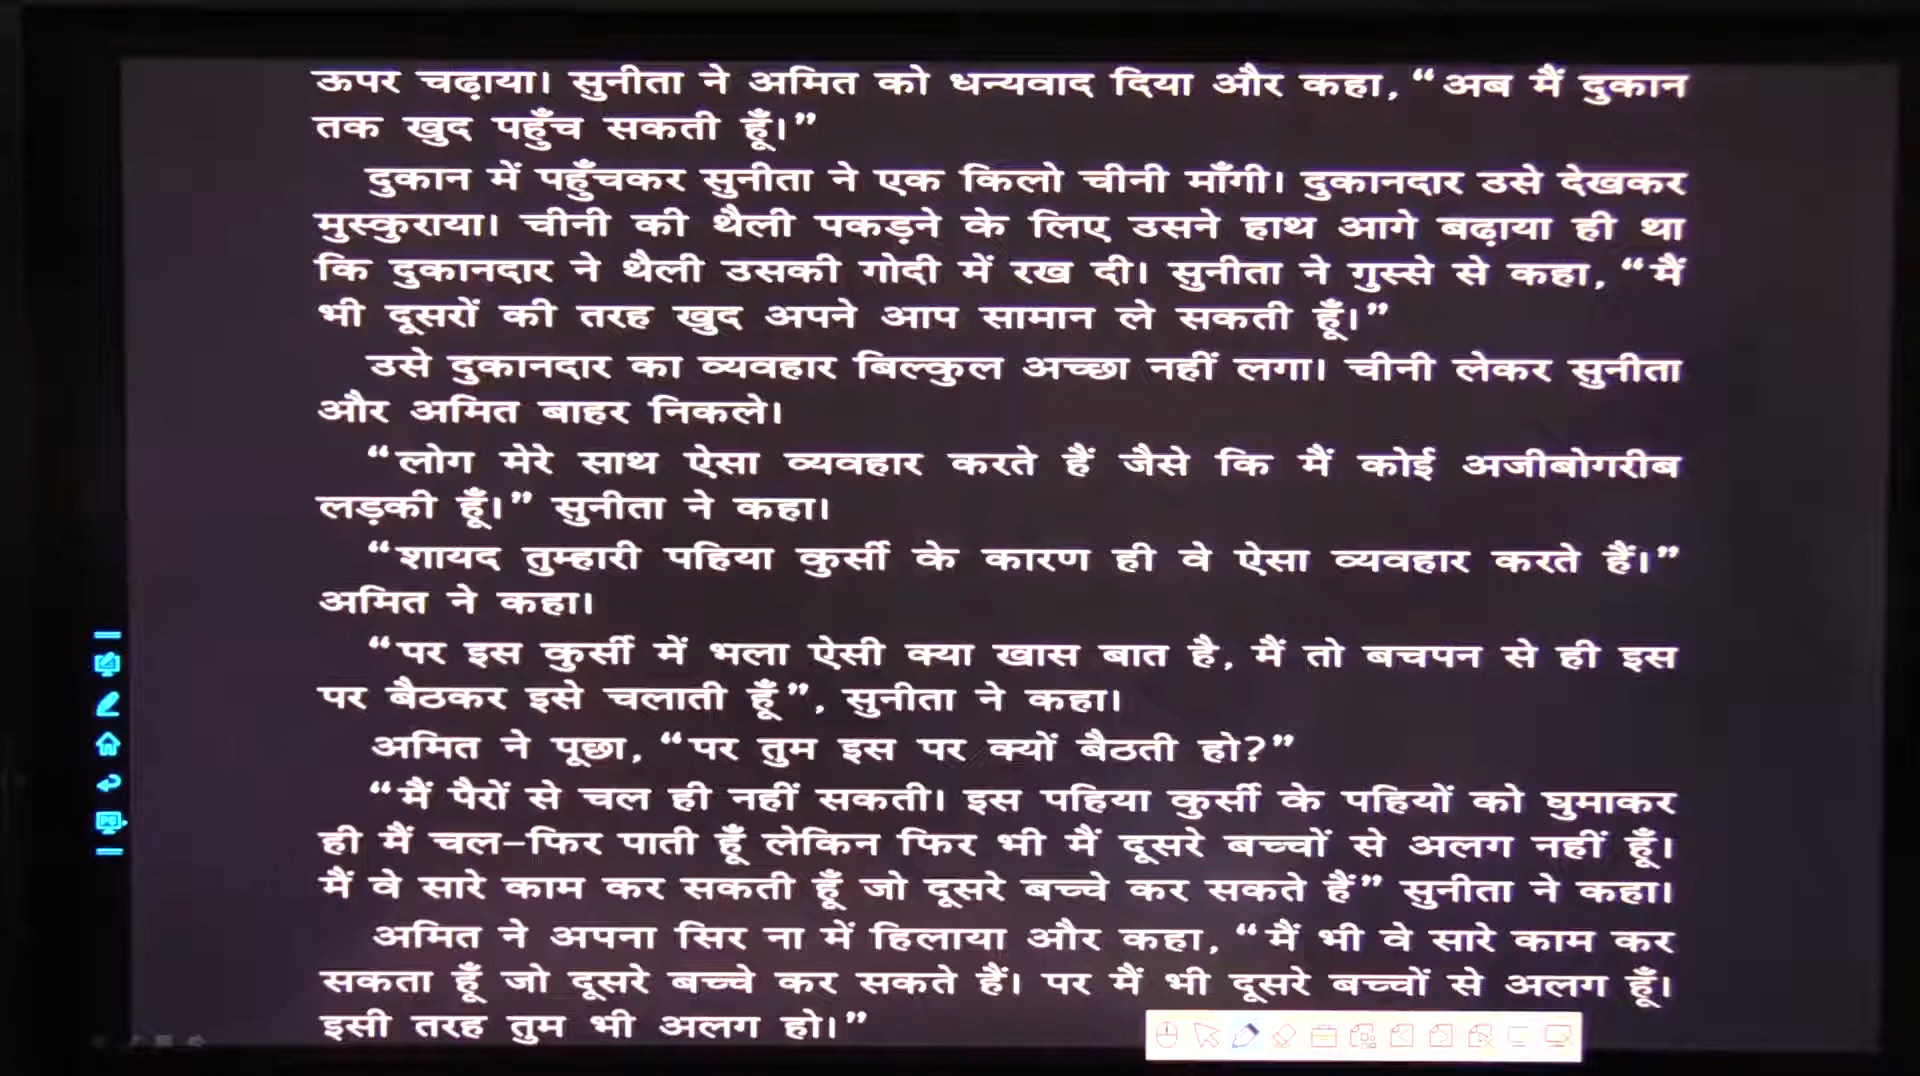 ऊपर चढ़ाया। सुनीता ने अमित को धन्यवाद दिया और कहा, “अब मैं दुकान
तक खुद पहुँच सकती हूँ।”
दुकान में पहुँचकर सुनीता ने एक किलो चीनी माँगी। दुकानदार उसे देखकर
मुस्कुराया। चीनी की थैली पकड़ने के लिए उसने हाथ आगे बढ़ाया ही था
कि दुकानदार ने थैली उसकी गोदी में रख दी। सुनीता ने गुस्से से कहा, “मैं
भी दूसरों की तरह खुद अपने आप सामान ले सकती हूँ।”
उसे दुकानदार का व्यवहार बिल्कुल अच्छा नहीं लगा। चीनी लेकर सुनीता
और अमित बाहर निकले।
“लोग मेरे साथ ऐसा व्यवहार करते हैं जैसे कि मैं कोई अजीबोगरीब
लड़की हूँ।” सुनीता ने कहा।
“शायद तुम्हारी पहिया कुर्सी के कारण ही वे ऐसा व्यवहार करते हैं।”
अमित ने कहा।
“पर इस कुर्सी में भला ऐसी क्या खास बात है, मैं तो बचपन से ही इस
पर बैठकर इसे चलाती हूँ”, सुनीता ने कहा।
अमित ने पूछा, “पर तुम इस पर क्यों बैठती हो?”
“मैं पैरों से चल ही नहीं सकती। इस पहिया कुर्सी के पहियों को घुमाकर
ही मैं चल–फिर पाती हूँ लेकिन फिर भी मैं दूसरे बच्चों से अलग नहीं हूँ।
मैं वे सारे काम कर सकती हूँ जो दूसरे बच्चे कर सकते हैं” सुनीता ने कहा।
अमित ने अपना सिर ना में हिलाया और कहा, “मैं भी वे सारे काम कर
सकता हूँ जो दूसरे बच्चे कर सकते हैं। पर मैं भी दूसरे बच्चों से अलग हूँ।
इसी तरह तुम भी अलग हो।”